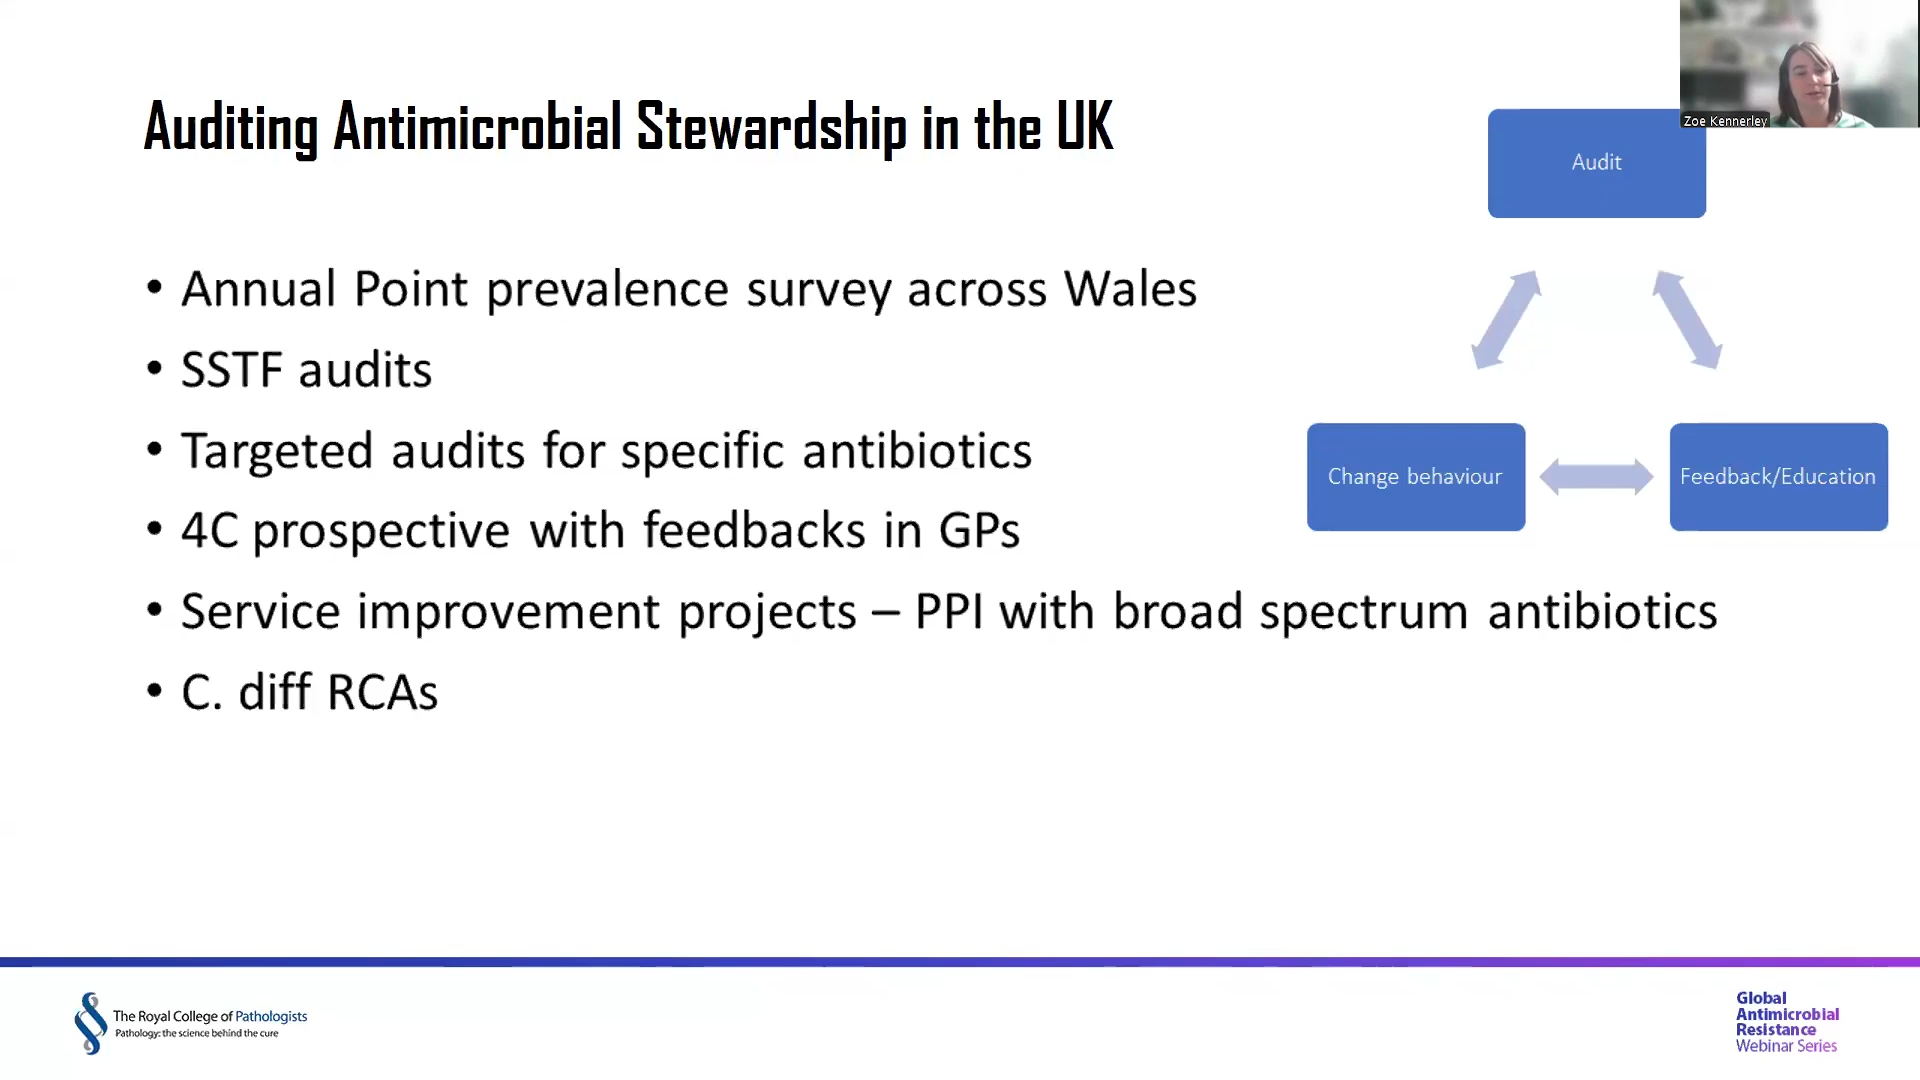 Auditing Antimicrobial Stewardship in the UK
Zoe Kennerley
Audit
Change behaviour
Feedback/Education
• Annual Point prevalence survey across Wales
• SSTF audits
• Targeted audits for specific antibiotics
• 4C prospective with feedbacks in GPs
• Service improvement projects – PPI with broad spectrum antibiotics
• C. diff RCAs
The Royal College of Pathologists
Pathology: the science behind the cure
Global
Antimicrobial
Resistance
Webinar Series